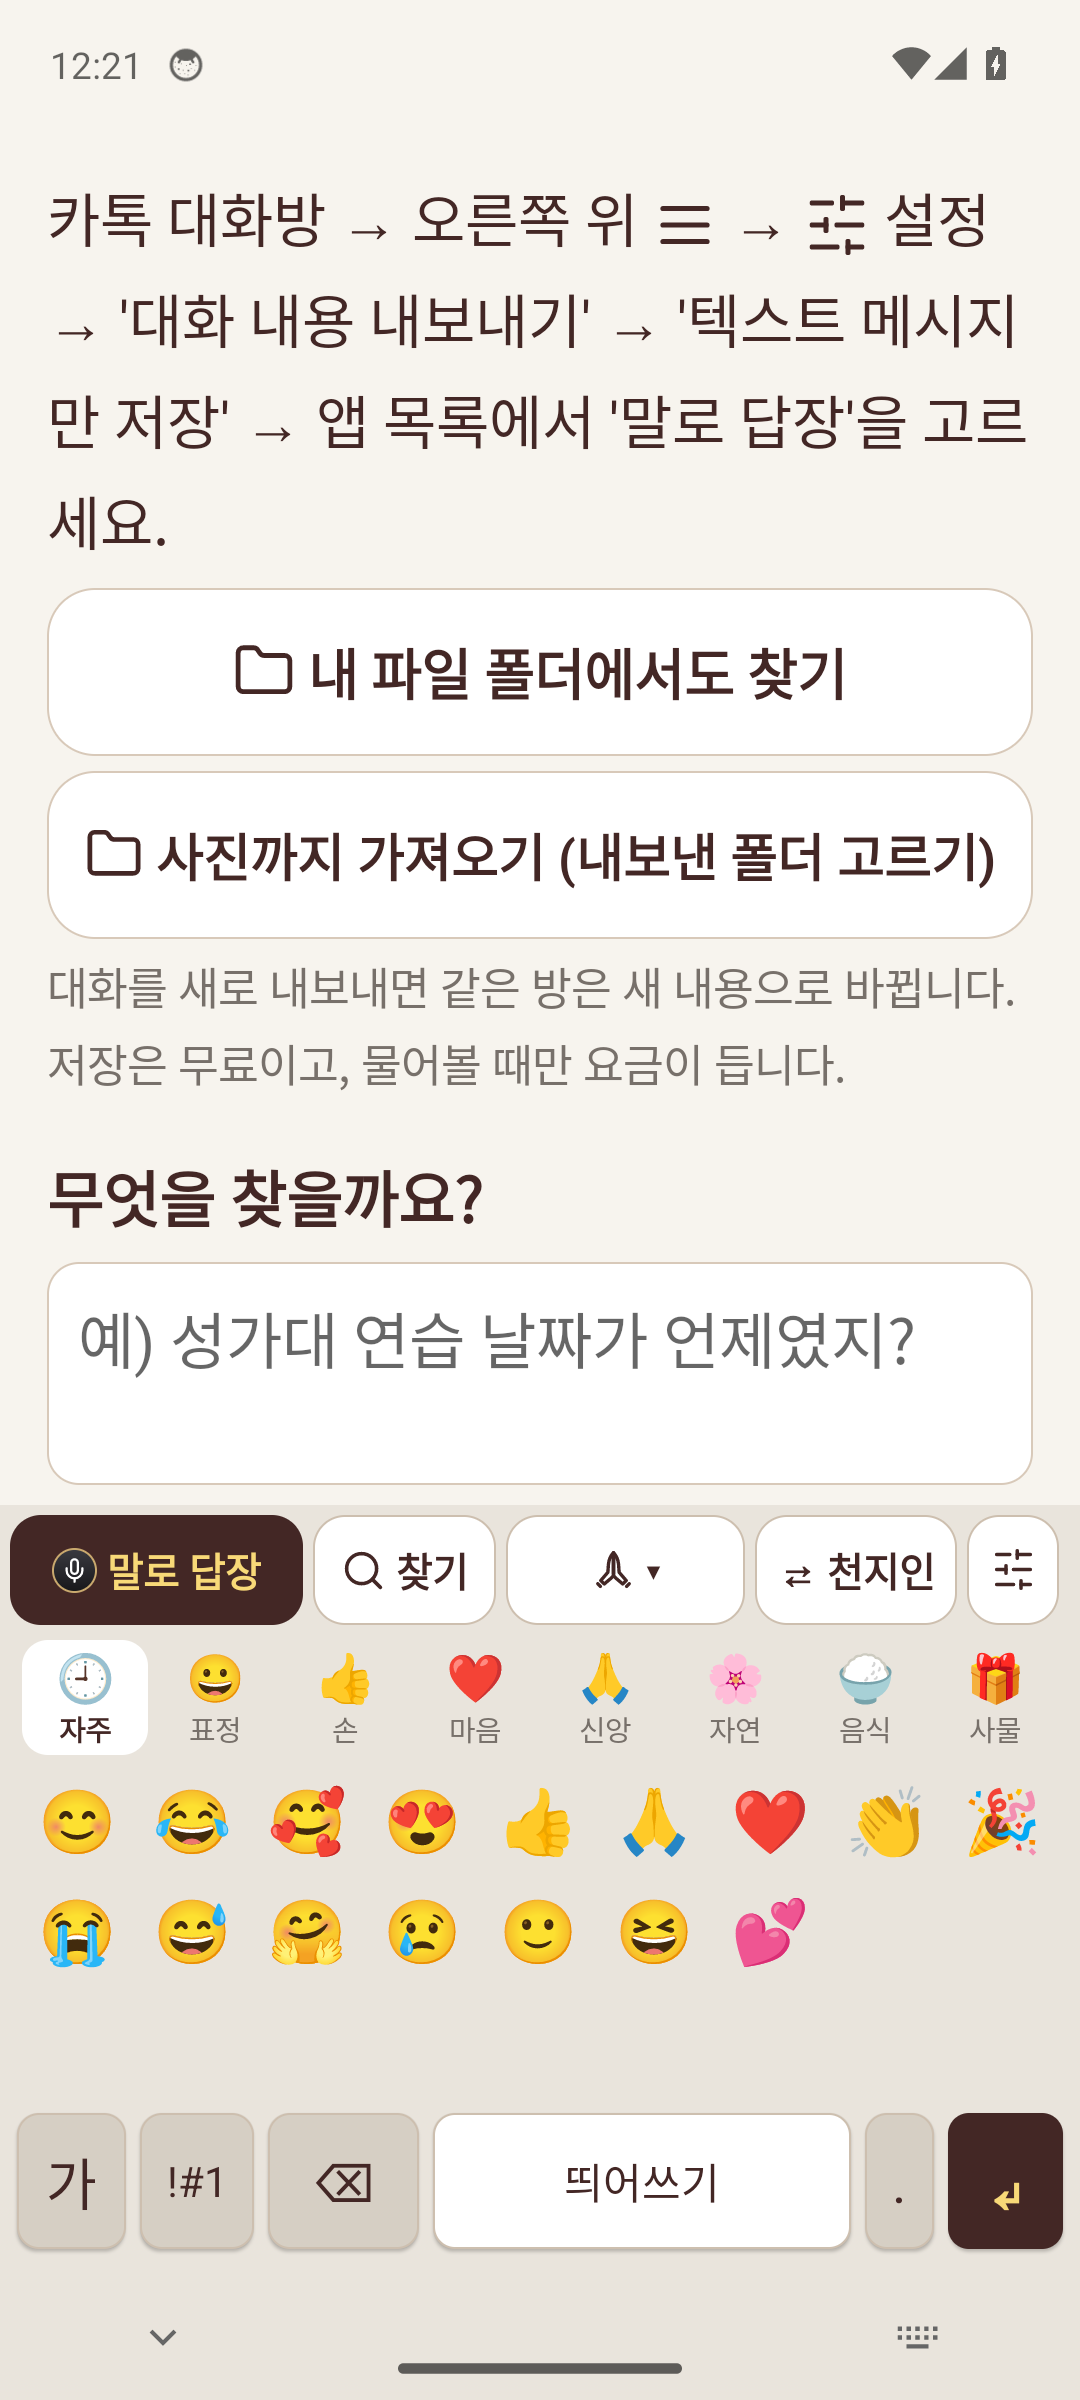 12:21
카톡 대화방 → 오른쪽 위 ☰ → 설정
→ '대화 내용 내보내기' → '텍스트 메시지
만 저장' → 앱 목록에서 '말로 답장'을 고르
세요.
내 파일 폴더에서도 찾기
사진까지 가져오기 (내보낸 폴더 고르기)
대화를 새로 내보내면 같은 방은 새 내용으로 바뀝니다.
저장은 무료이고, 물어볼 때만 요금이 듭니다.
무엇을 찾을까요?
예) 성가대 연습 날짜가 언제였지?
말로 답장 찾기 ▾ ⇄ 천지인
자주 표정 손 마음 신앙 자연 음식 사물
가 !#1 띄어쓰기 .